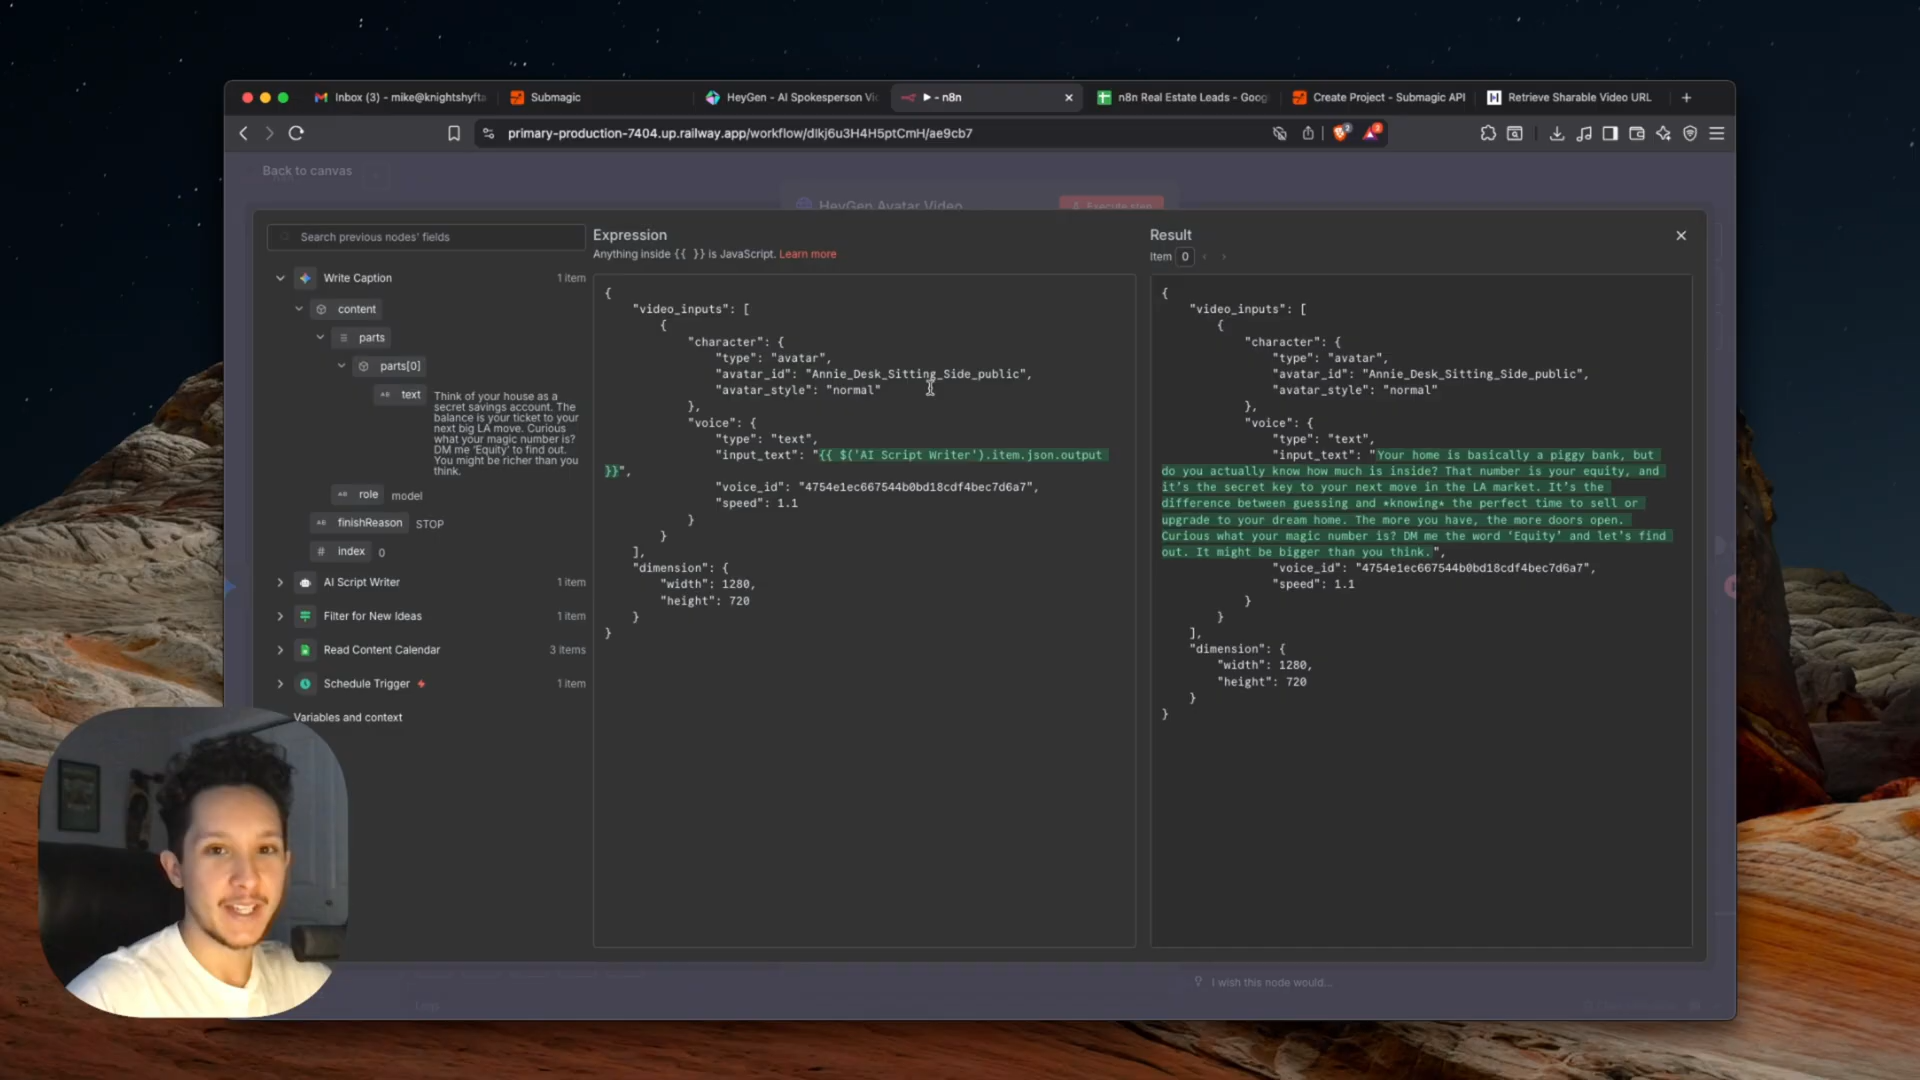 Inbox (3) - mike@knightshyfta
Submagic
HeyGen - AI Spokesperson Vi
- n8n
n8n Real Estate Leads - Goog
Create Project - Submagic API
Retrieve Sharable Video URL
primary-production-7404.up.railway.app/workflow/dlkj6u3H4H5ptCmH/ae9cb7
2
3
Back to canvas
HeyGen Avatar Video
Execute step
Search previous nodes' fields
Write Caption
1 item
content
parts
parts[0]
text
Think of your house as a
secret savings account. The
balance is your ticket to your
next big LA move. Curious
what your magic number is?
DM me 'Equity' to find out.
You might be richer than you
think.
role
model
finishReason
STOP
index
0
AI Script Writer
1 item
Filter for New Ideas
1 item
Read Content Calendar
3 items
Schedule Trigger
1 item
Variables and context
Expression
Anything inside {{ }} is JavaScript. Learn more
{
"video_inputs": [
{
"character": {
"type": "avatar",
"avatar_id": "Annie_Desk_Sitting_Side_public",
"avatar_style": "normal"
},
"voice": {
"type": "text",
"input_text": "{{ $('AI Script Writer').item.json.output
}}",
"voice_id": "4754e1ec667544b0bd18cdf4bec7d6a7",
"speed": 1.1
}
}
],
"dimension": {
"width": 1280,
"height": 720
}
}
Result
Item 0
{
"video_inputs": [
{
"character": {
"type": "avatar",
"avatar_id": "Annie_Desk_Sitting_Side_public",
"avatar_style": "normal"
},
"voice": {
"type": "text",
"input_text": "Your home is basically a piggy bank, but
do you actually know how much is inside? That number is your equity, and
it's the secret key to your next move in the LA market. It's the
difference between guessing and *knowing* the perfect time to sell or
upgrade to your dream home. The more you have, the more doors open.
Curious what your magic number is? DM me the word 'Equity' and let's find
out. It might be bigger than you think.",
"voice_id": "4754e1ec667544b0bd18cdf4bec7d6a7",
"speed": 1.1
}
}
],
"dimension": {
"width": 1280,
"height": 720
}
}
I wish this node would...
Logs